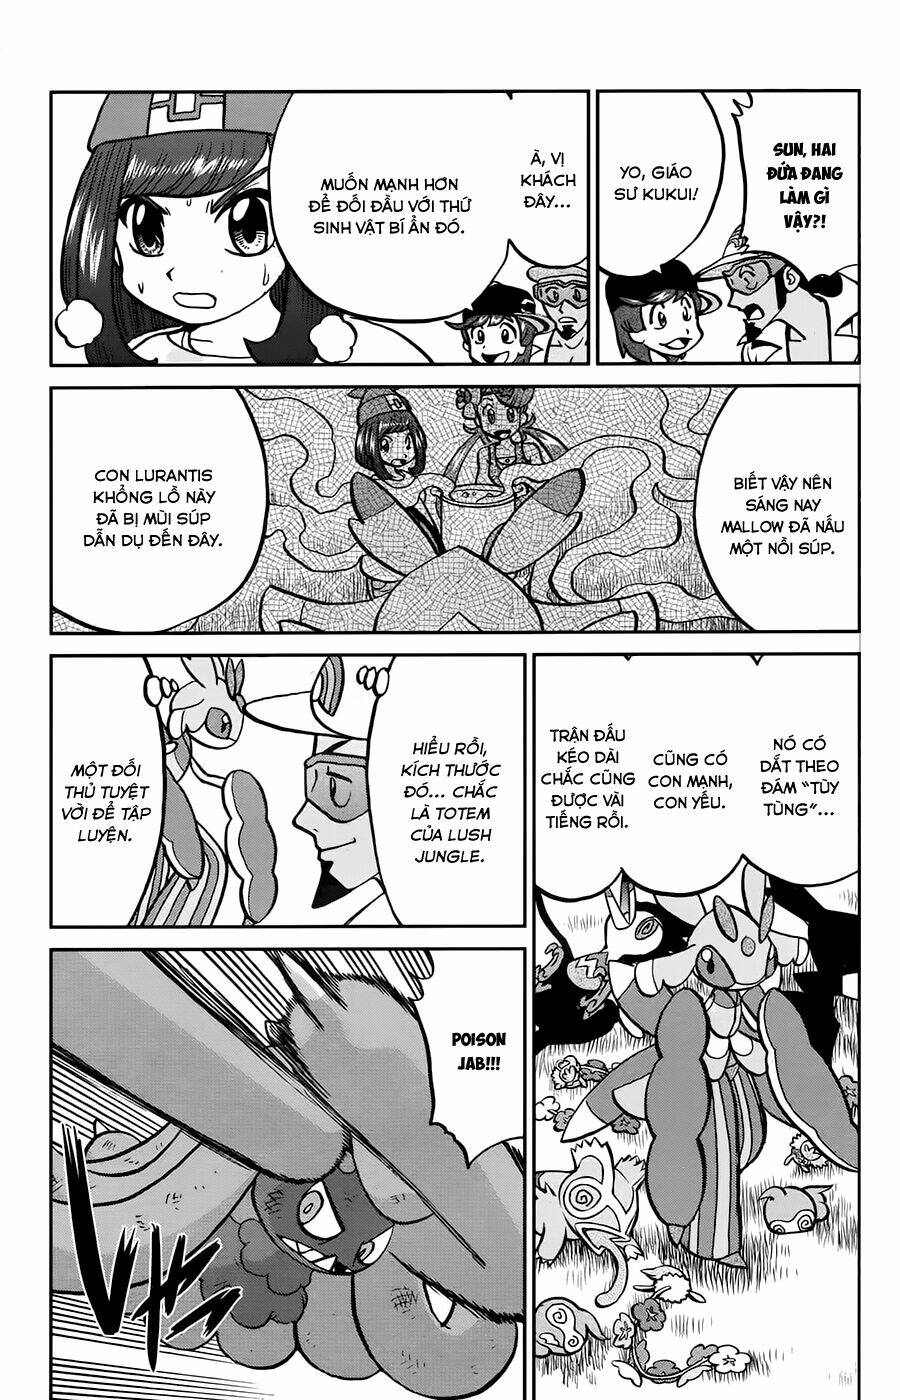 SUN, HAI
ĐỨA ĐANG
LÀM GÌ
VẬY?!
YO, GIÁO
SƯ KUKUI!
À, VỊ
KHÁCH
ĐÂY...
MUỐN MẠNH HƠN
ĐỂ ĐỐI ĐẦU VỚI THỨ
SINH VẬT BÍ ẨN ĐÓ.
BIẾT VẬY NÊN
SÁNG NAY
MALLOW ĐÃ NẤU
MỘT NỒI SÚP.
CON LURANTIS
KHỔNG LỒ NÀY
ĐÃ BỊ MÙI SÚP
DẪN DỤ ĐẾN ĐÂY.
NÓ CÓ
DẮT THEO
ĐÁM "TÙY
TÙNG"...
CŨNG CÓ
CON MẠNH,
CON YẾU.
TRẬN ĐẤU
KÉO DÀI
CHẮC CŨNG
ĐƯỢC VÀI
TIẾNG RỒI.
HIỂU RỒI,
KÍCH THƯỚC
ĐÓ... CHẮC
LÀ TOTEM
CỦA LUSH
JUNGLE.
MỘT ĐỐI
THỦ TUYỆT
VỜI ĐỂ TẬP
LUYỆN.
POISON
JAB!!!